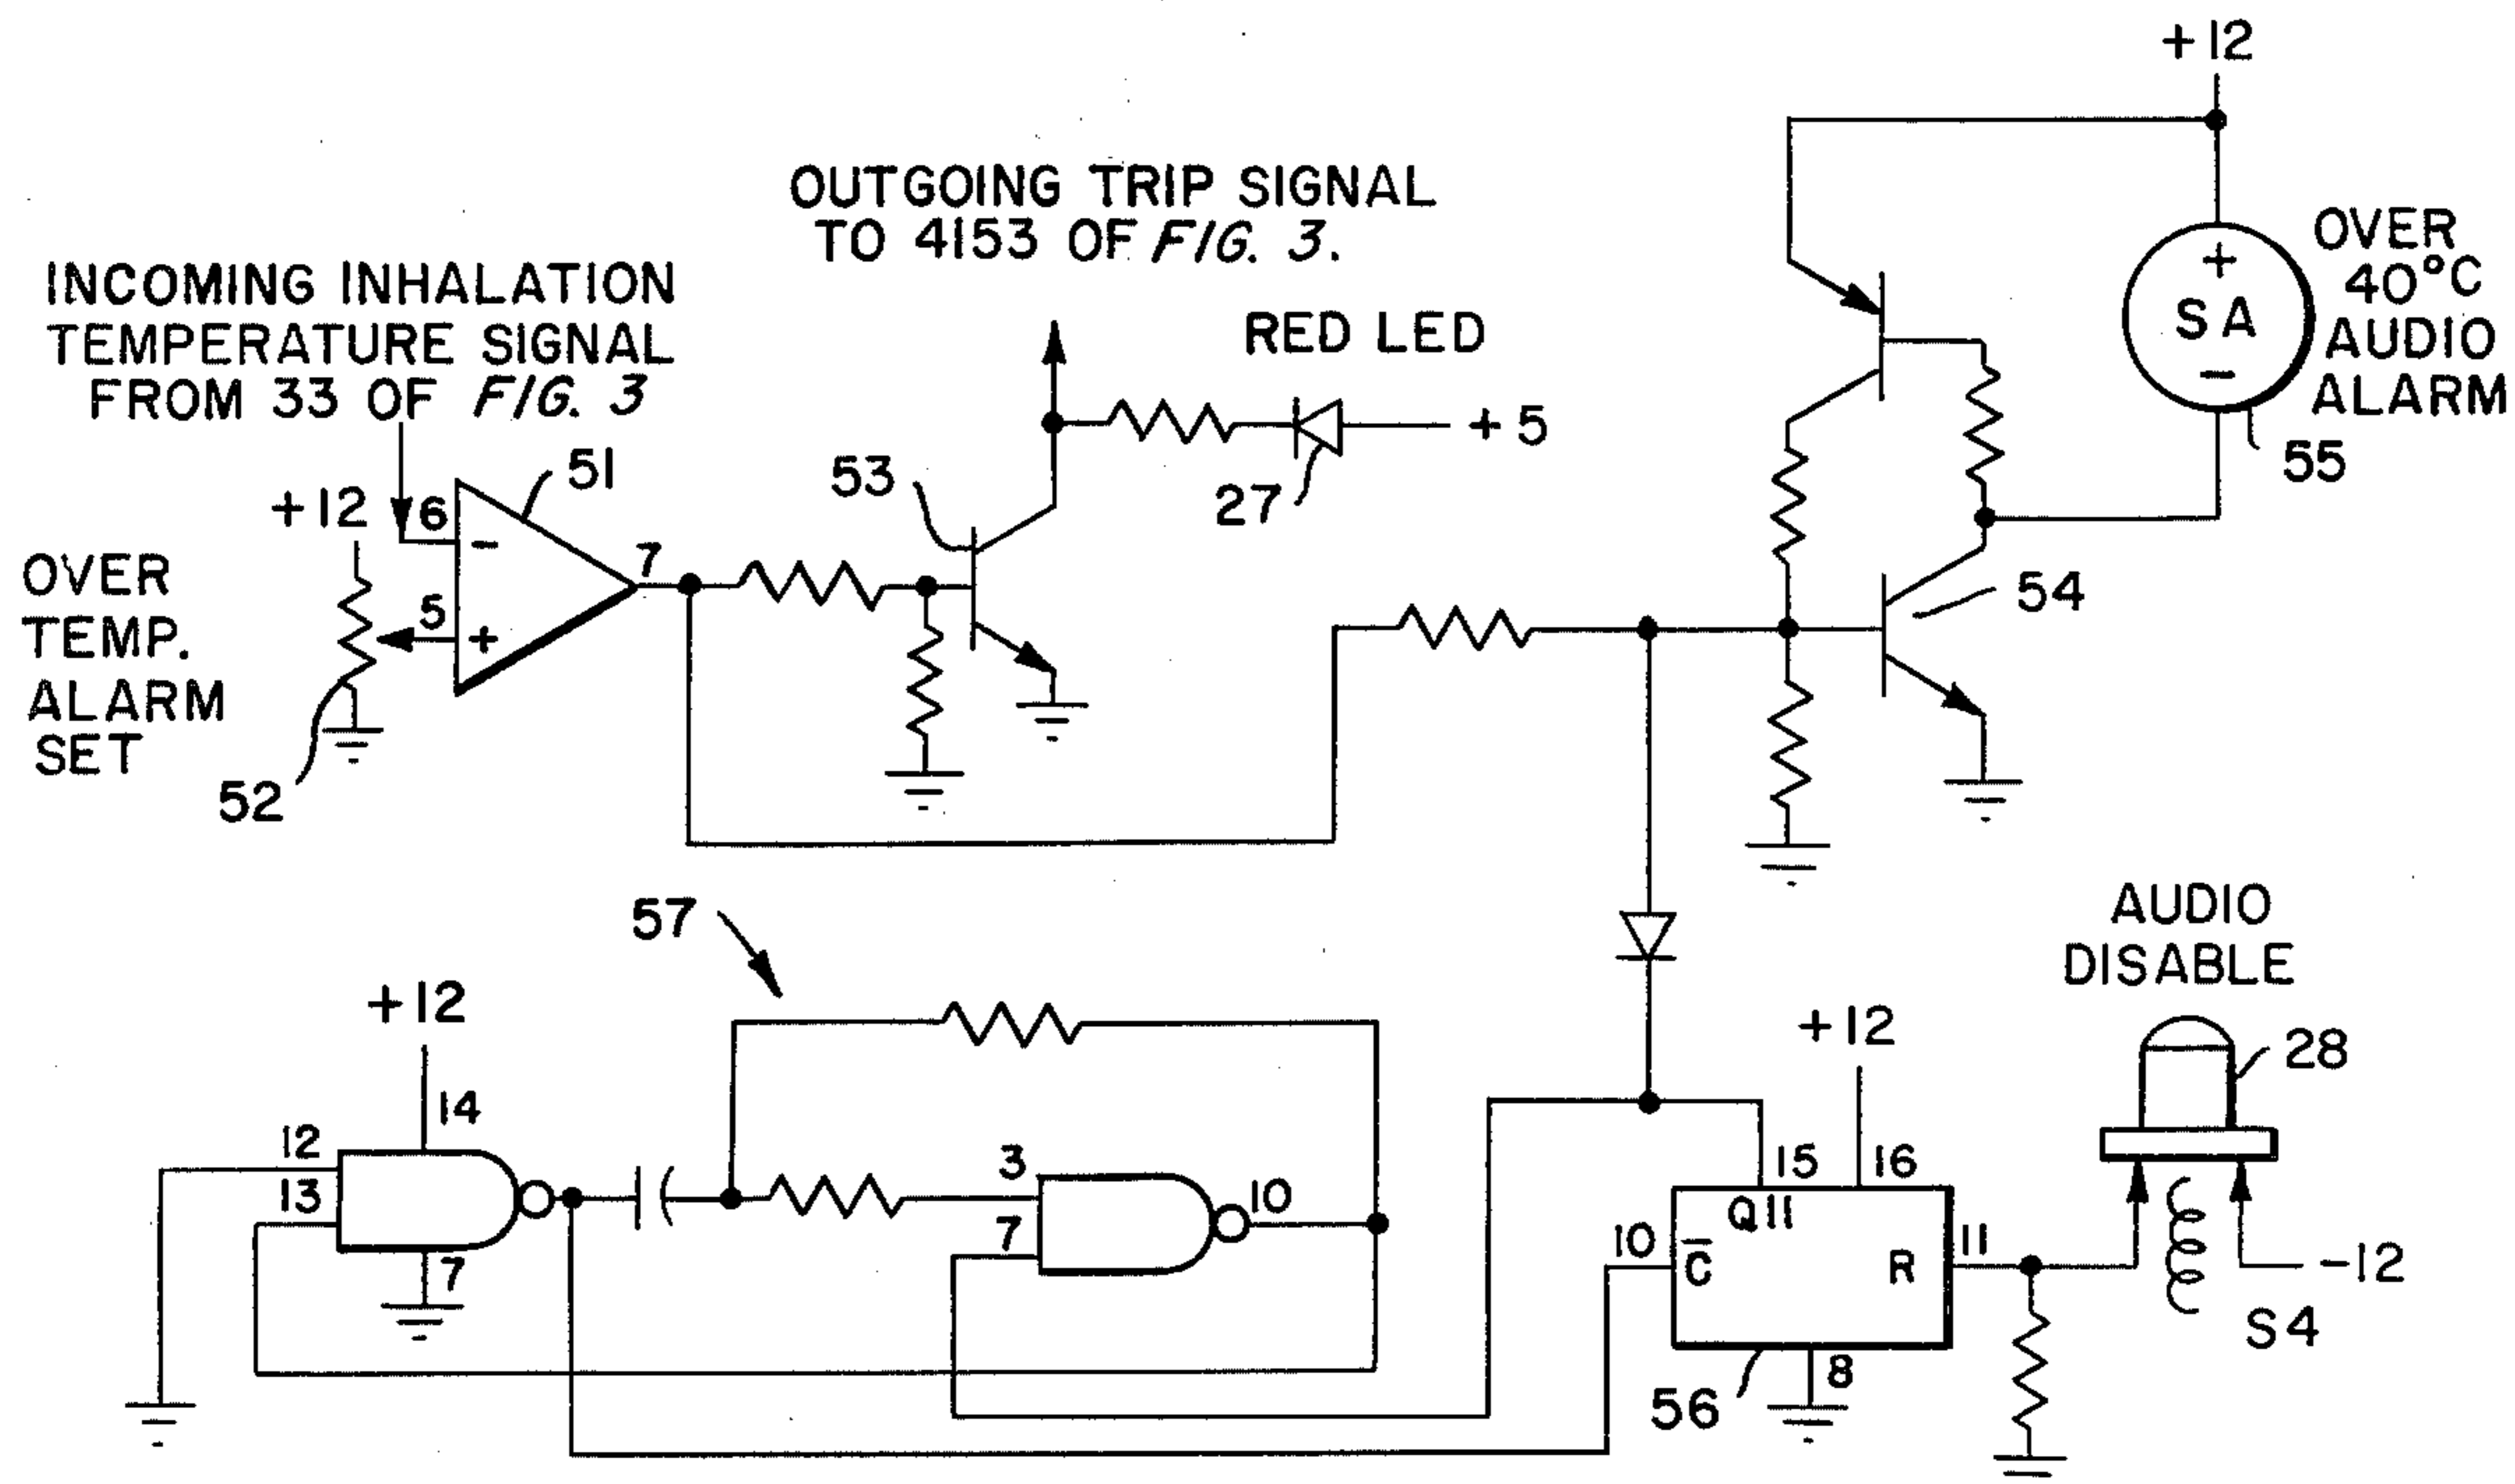 +12
OUTGOING TRIP SIGNAL
TO 4153 OF FIG. 3.
INCOMING INHALATION
TEMPERATURE SIGNAL
FROM 33 OF FIG. 3
OVER
40°C
AUDIO
ALARM
+
SA
−
55
RED LED
+5
27
53
51
+12
6
−
5
+
7
OVER
TEMP.
ALARM
SET
52
54
57
AUDIO
DISABLE
28
+12
14
12
13
7
3
7
10
+12
15
16
Q11
10
C̅
R
11
8
56
-12
S4